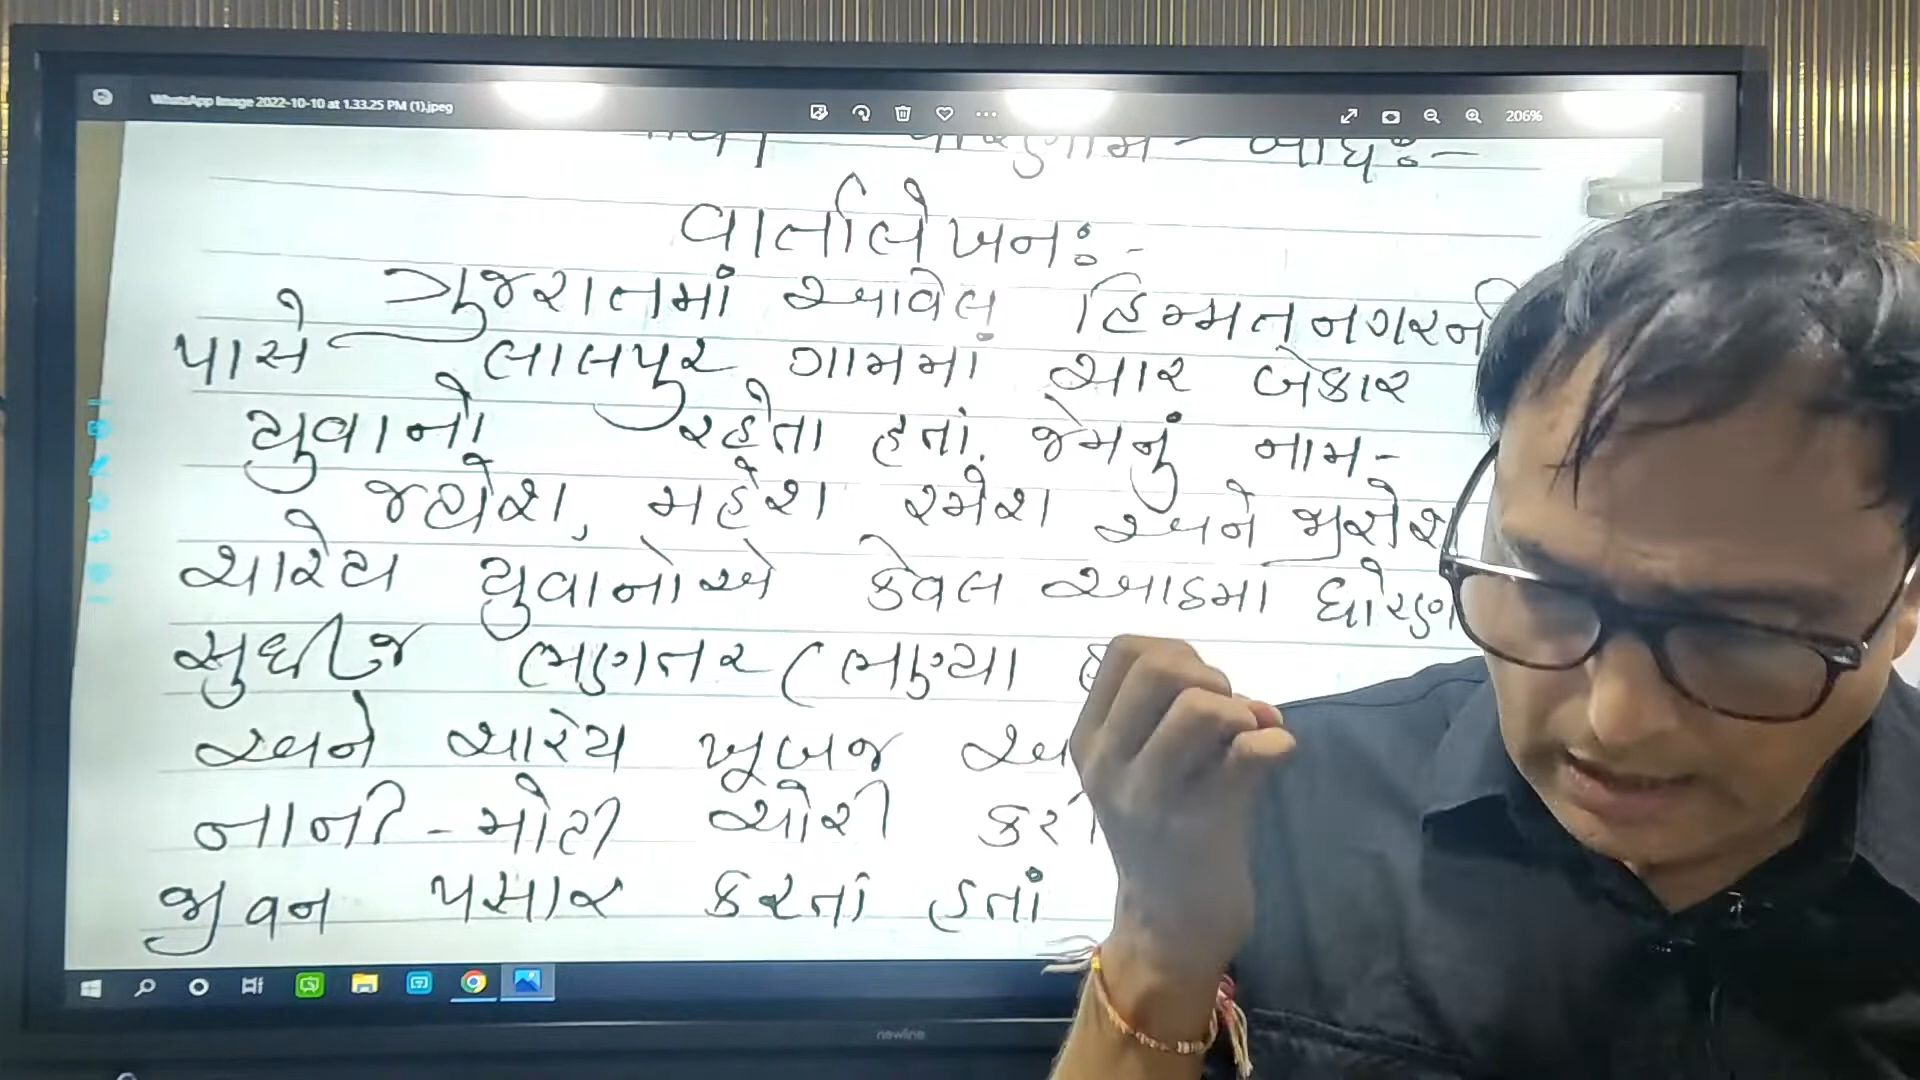 WhatsApp Image 2022-10-10 at 1.33.25 PM (1).jpeg
206%
વાર્તાલેખનઃ-
ગુજરાતમાં આવેલ હિમ્મતનગરની
પાસે લાલપુર ગામમાં ચાર બેકાર
યુવાનો રહેતા હતાં. જેમનું નામ-
જયેશ, મહેશ રમેશ અને
ચારેય યુવાનોએ કેવલ આઠમાં ધોરણ
સુધી જ ભણતર (ભણ્યા
અને ચારેય ખૂબજ
નાની-મોટી ચોરી કરી
જીવન પસાર કરતાં હતાં
newline